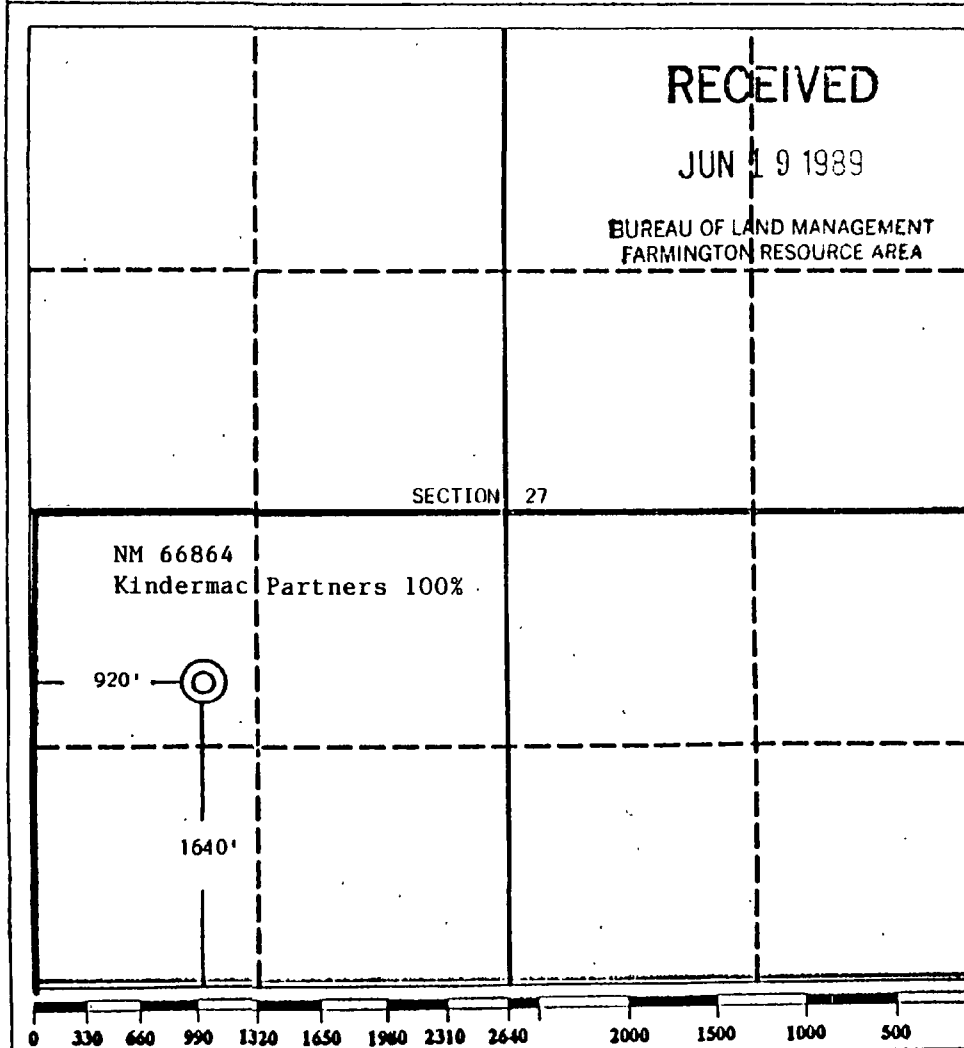 RECEIVED
JUN 19 1989
BUREAU OF LAND MANAGEMENT
FARMINGTON RESOURCE AREA
SECTION 27
NM 66864
Kindermac Partners 100%
920'
1640'
0 330 660 990 1320 1650 1980 2310 2640 2000 1500 1000 500